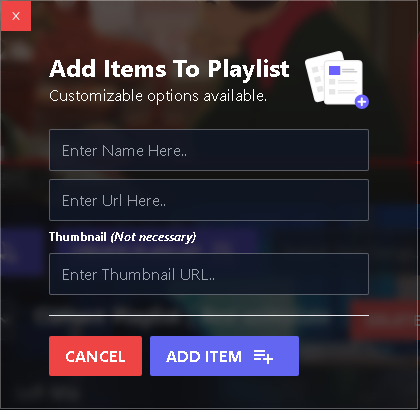 x
Add Items To Playlist
Customizable options available.
Enter Name Here..
Enter Url Here..
Thumbnail (Not necessary)
Enter Thumbnail URL..
CANCEL
ADD ITEM